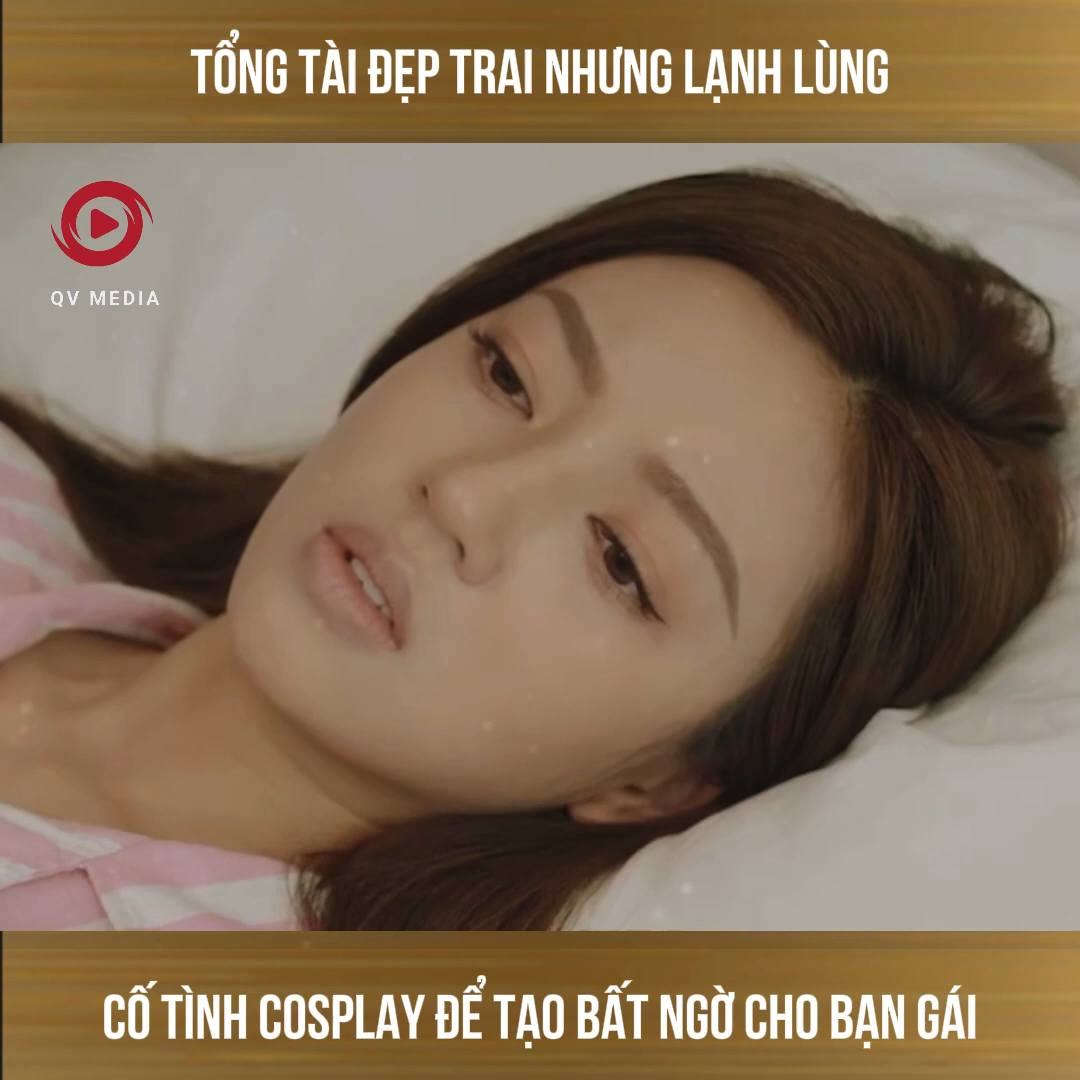 TỔNG TÀI ĐẸP TRAI NHƯNG LẠNH LÙNG
QV MEDIA
CỐ TÌNH COSPLAY ĐỂ TẠO BẤT NGỜ CHO BẠN GÁI